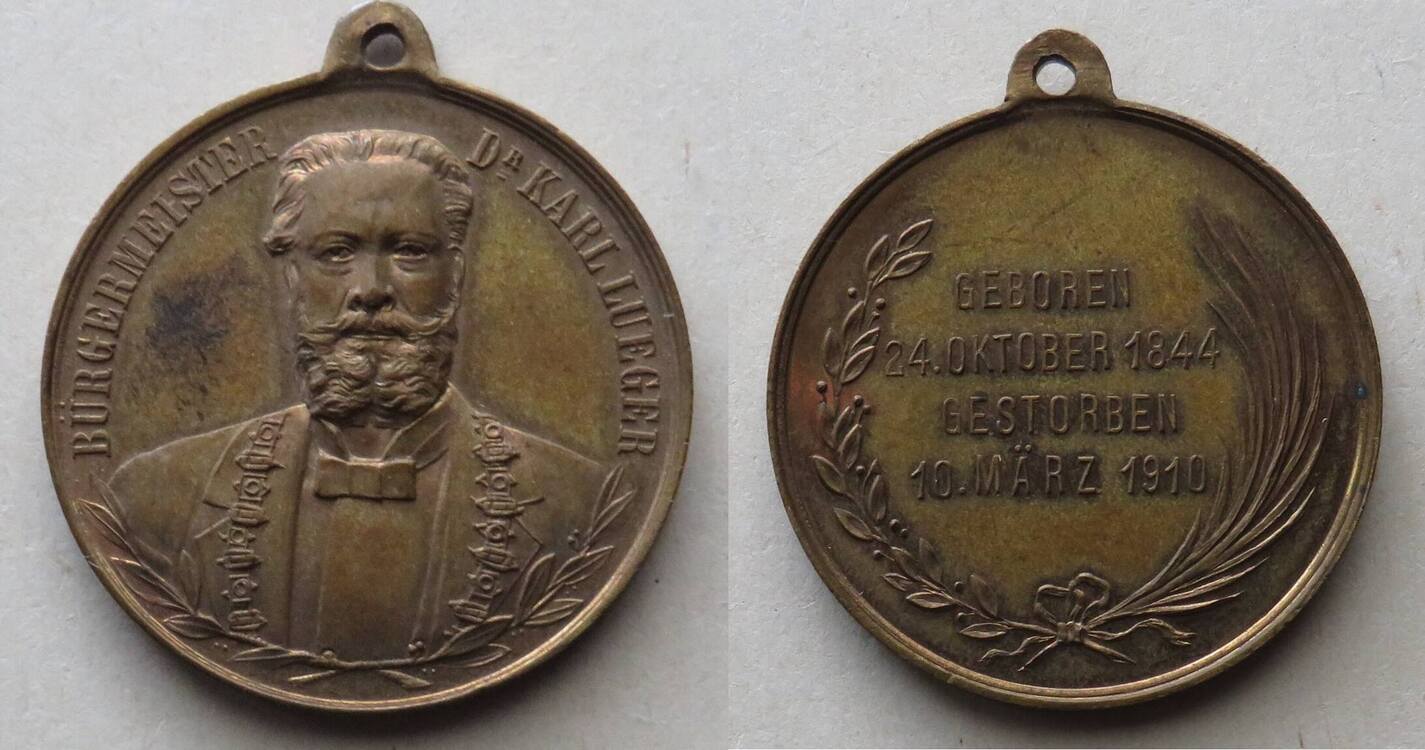 BÜRGERMEISTER DR KARL LUEGER
GEBOREN
24. OKTOBER 1844
GESTORBEN
10. MÄRZ 1910